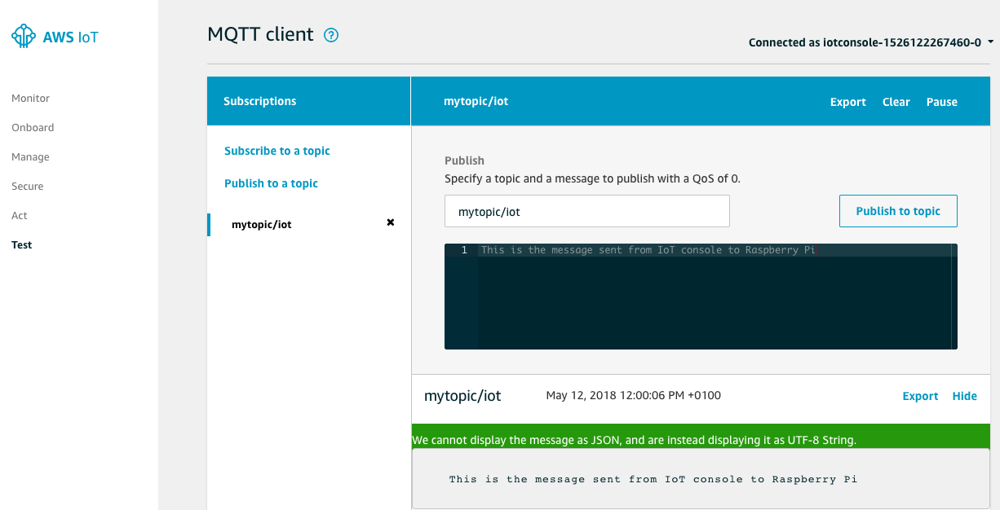 AWS IoT
MQTT client ?
Connected as iotconsole-1526122267460-0
Monitor
Onboard
Manage
Secure
Act
Test
Subscriptions
Subscribe to a topic
Publish to a topic
mytopic/iot
mytopic/iot
Export Clear Pause
Publish
Specify a topic and a message to publish with a QoS of 0.
mytopic/iot
Publish to topic
1 This is the message sent from IoT console to Raspberry Pi
mytopic/iot May 12, 2018 12:00:06 PM +0100 Export Hide
We cannot display the message as JSON, and are instead displaying it as UTF-8 String.
This is the message sent from IoT console to Raspberry Pi